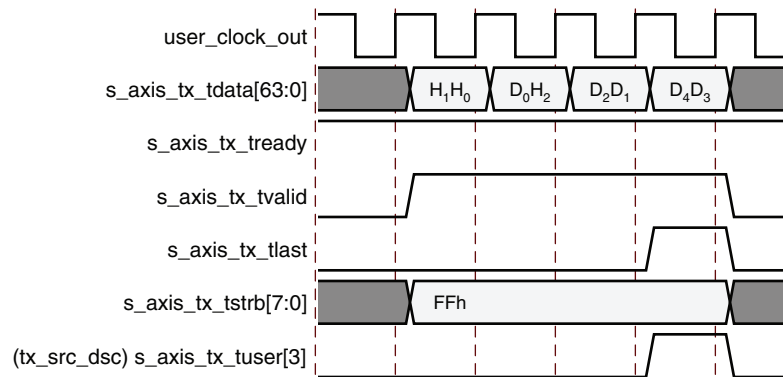 user_clock_out
s_axis_tx_tdata[63:0] H₁H₀ D₀H₂ D₂D₁ D₄D₃
s_axis_tx_tready
s_axis_tx_tvalid
s_axis_tx_tlast
s_axis_tx_tstrb[7:0] FFh
(tx_src_dsc) s_axis_tx_tuser[3]